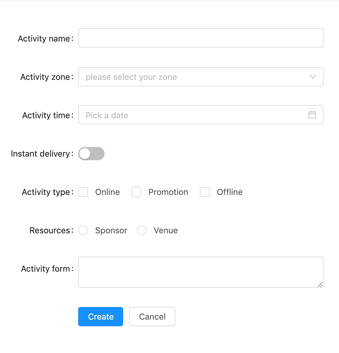 Activity name:
Activity zone: please select your zone
Activity time: Pick a date
Instant delivery:
Activity type: Online Promotion Offline
Resources: Sponsor Venue
Activity form:
Create Cancel